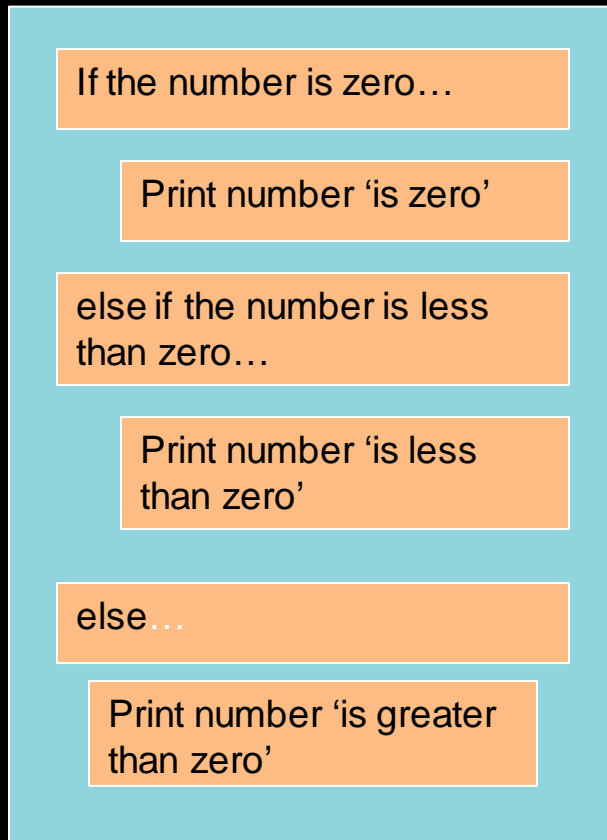 If the number is zero…
Print number ‘is zero’
else if the number is less
than zero…
Print number ‘is less
than zero’
else…
Print number ‘is greater
than zero’